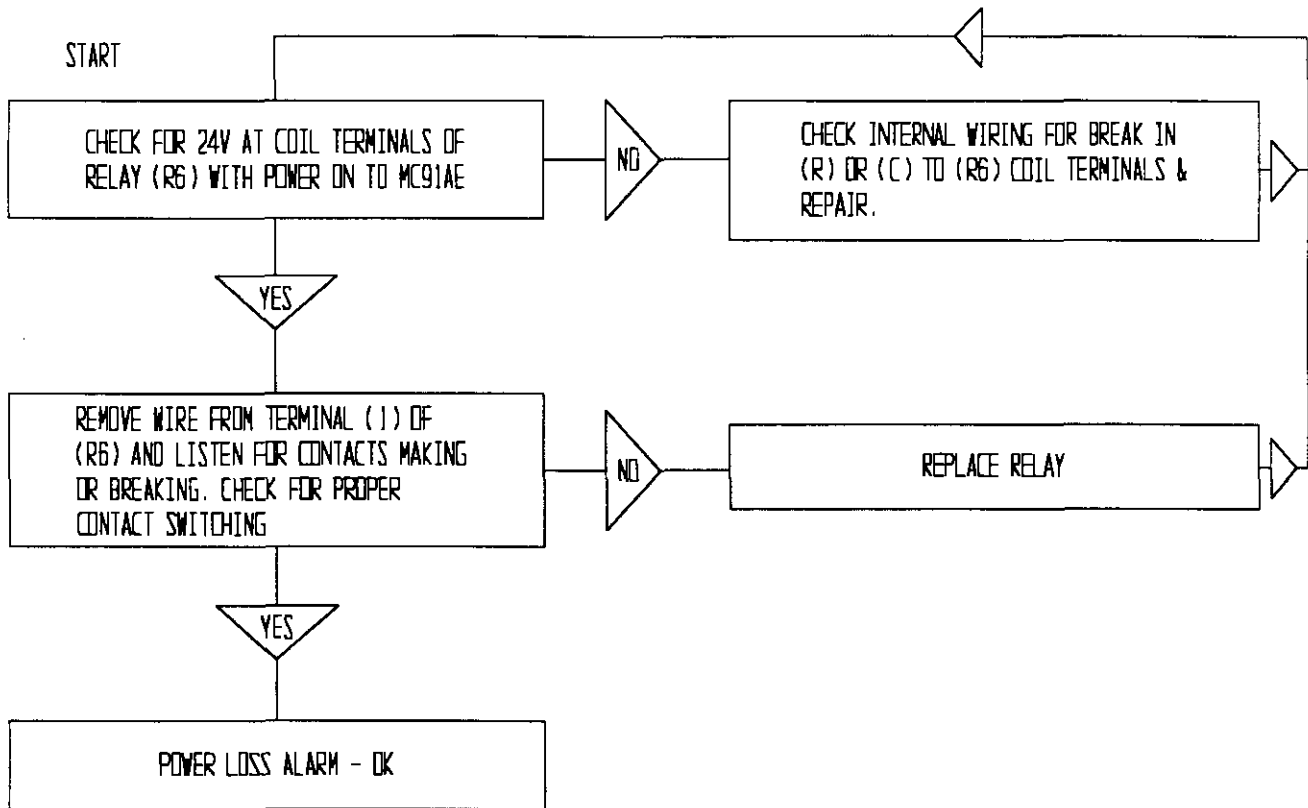 START
CHECK FOR 24V AT COIL TERMINALS OF
RELAY (R6) WITH POWER ON TO MC91AE
NO
CHECK INTERNAL WIRING FOR BREAK IN
(R) OR (C) TO (R6) COIL TERMINALS &
REPAIR.
YES
REMOVE WIRE FROM TERMINAL (1) OF
(R6) AND LISTEN FOR CONTACTS MAKING
OR BREAKING. CHECK FOR PROPER
CONTACT SWITCHING
NO
REPLACE RELAY
YES
POWER LOSS ALARM - OK